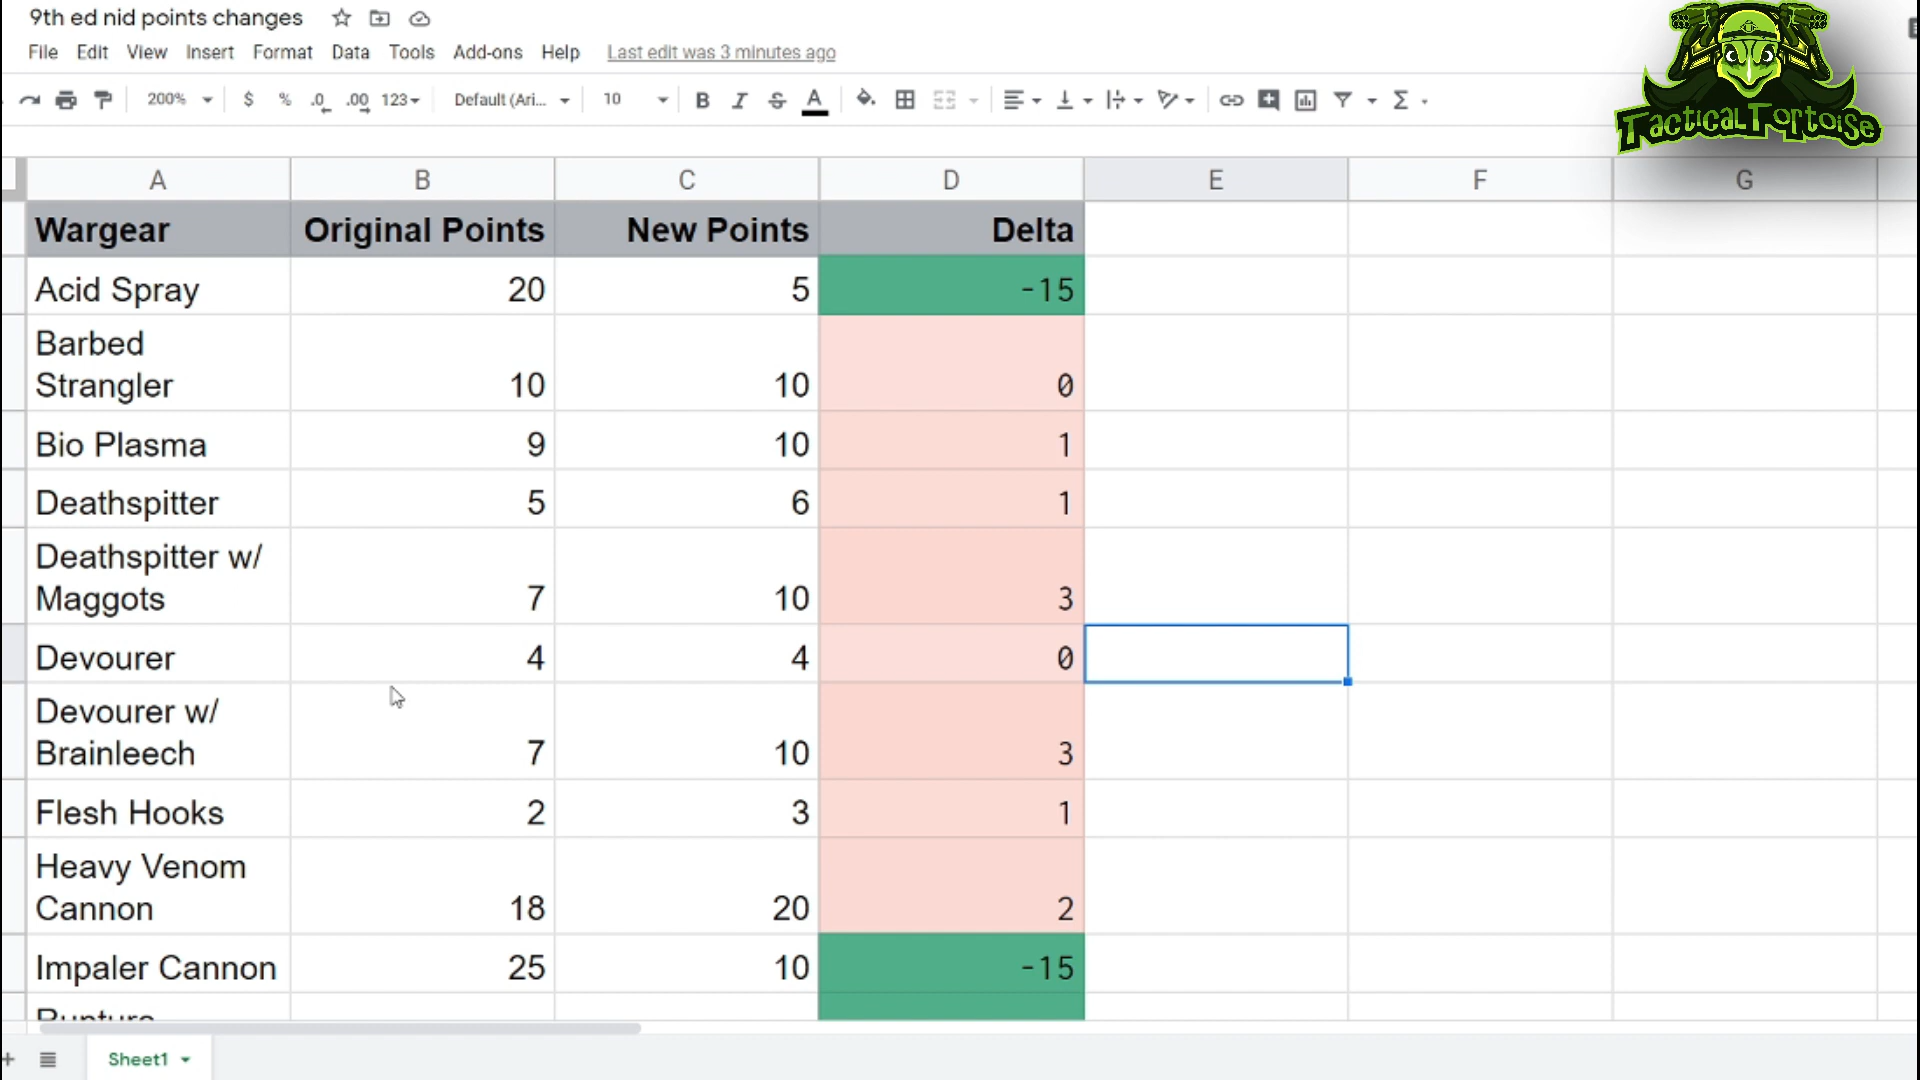 9th ed nid points changes
File Edit View Insert Format Data Tools Add-ons Help Last edit was 3 minutes ago
200% $ % .0 .00 123 Default (Ari... 10 B I S A Σ
TacticalTortoise
A B C D E F G
Wargear Original Points New Points Delta
Acid Spray 20 5 -15
Barbed
Strangler 10 10 0
Bio Plasma 9 10 1
Deathspitter 5 6 1
Deathspitter w/
Maggots 7 10 3
Devourer 4 4 0
Devourer w/
Brainleech 7 10 3
Flesh Hooks 2 3 1
Heavy Venom
Cannon 18 20 2
Impaler Cannon 25 10 -15
Rupture
Sheet1